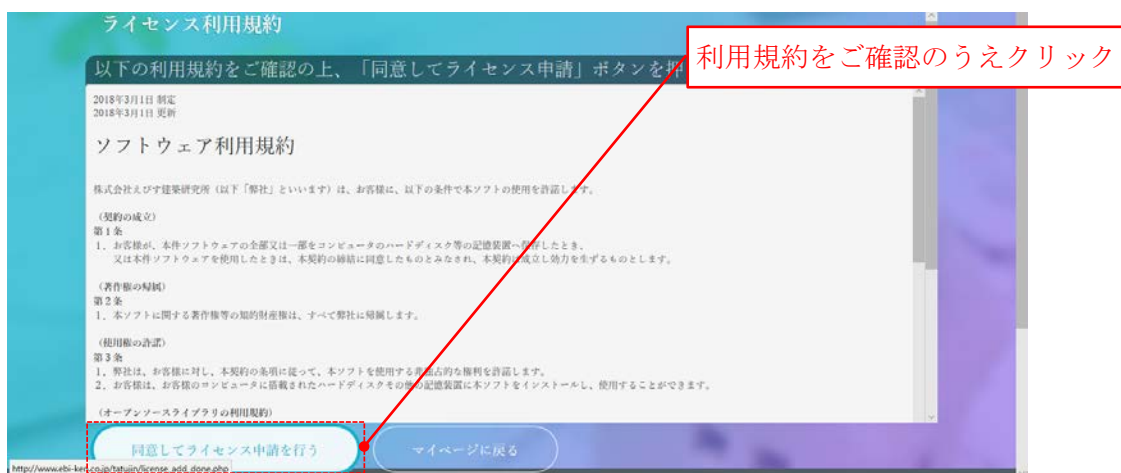 ライセンス利用規約
利用規約をご確認のうえクリック
以下の利用規約をご確認の上、「同意してライセンス申請」ボタンを押
2018年3月1日 制定
2018年3月1日 更新
ソフトウェア利用規約
株式会社えびす建築研究所（以下「弊社」といいます）は、お客様に、以下の条件で本ソフトの使用を許諾します。
（契約の成立）
第1条
1．お客様が、本件ソフトウェアの全部又は一部をコンピュータのハードディスク等の記憶装置へ保存したとき、
又は本件ソフトウェアを使用したときは、本契約の締結に同意したものとみなされ、本契約は成立し効力を生ずるものとします。
（著作権の帰属）
第2条
1．本ソフトに関する著作権等の知的財産権は、すべて弊社に帰属します。
（使用権の許諾）
第3条
1．弊社は、お客様に対し、本契約の条項に従って、本ソフトを使用する非独占的な権利を許諾します。
2．お客様は、お客様のコンピュータに搭載されたハードディスクその他の記憶装置に本ソフトをインストールし、使用することができます。
（オープンソースライブラリの利用規約）
同意してライセンス申請を行う
マイページに戻る
http://www.ebi-ken.co.jp/tatujin/license_add_done.php